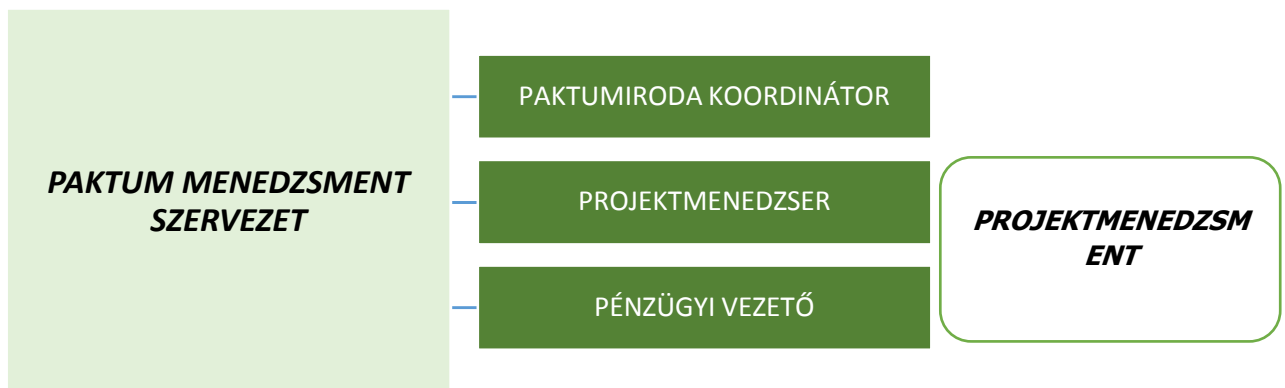 PAKTUM MENEDZSMENT
SZERVEZET
PAKTUMIRODA KOORDINÁTOR
PROJEKTMENEDZSER
PÉNZÜGYI VEZETŐ
PROJEKTMENEDZSM
ENT